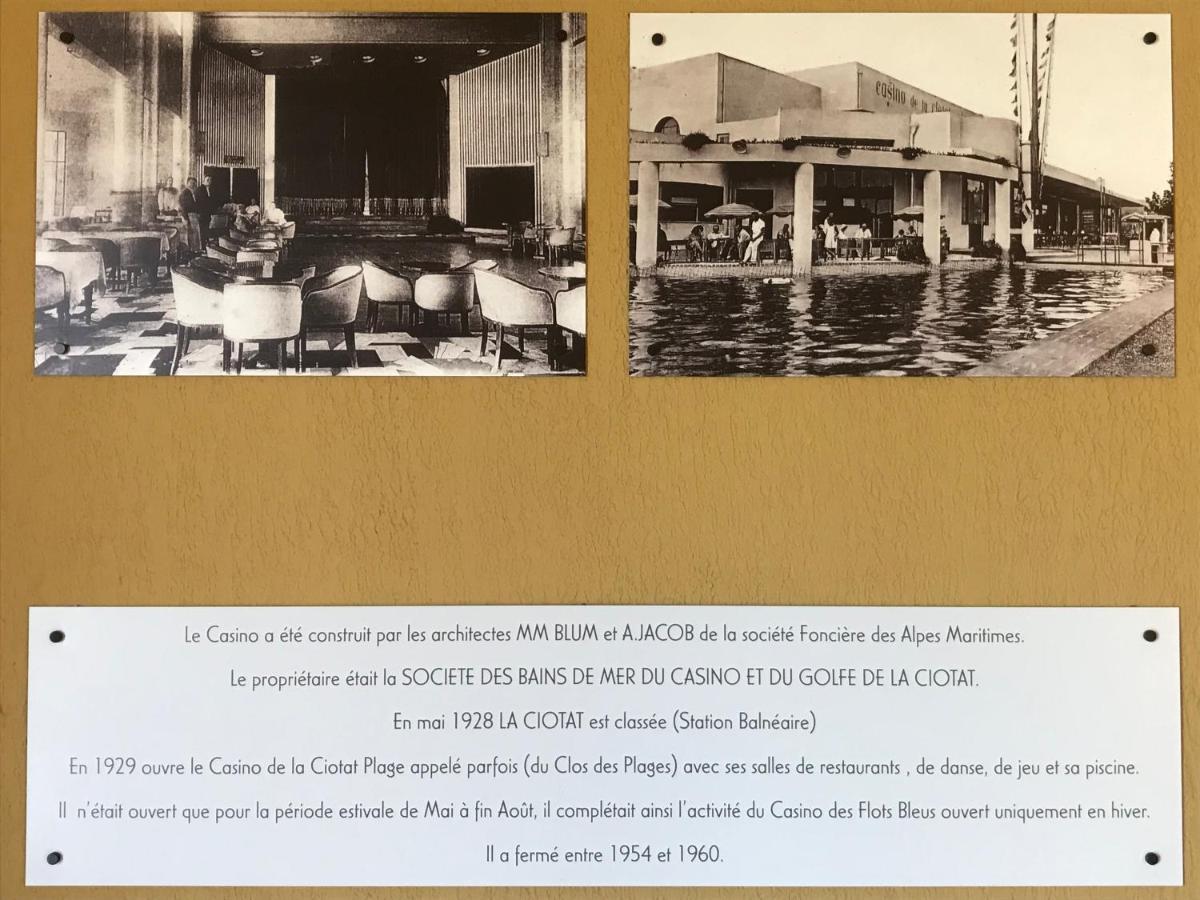 casino de la
Le Casino a été construit par les architectes MM BLUM et A.JACOB de la société Foncière des Alpes Maritimes.
Le propriétaire était la SOCIETE DES BAINS DE MER DU CASINO ET DU GOLFE DE LA CIOTAT.
En mai 1928 LA CIOTAT est classée (Station Balnéaire)
En 1929 ouvre le Casino de la Ciotat Plage appelé parfois (du Clos des Plages) avec ses salles de restaurants , de danse, de jeu et sa piscine.
Il n'était ouvert que pour la période estivale de Mai à fin Août, il complétait ainsi l'activité du Casino des Flots Bleus ouvert uniquement en hiver.
Il a fermé entre 1954 et 1960.